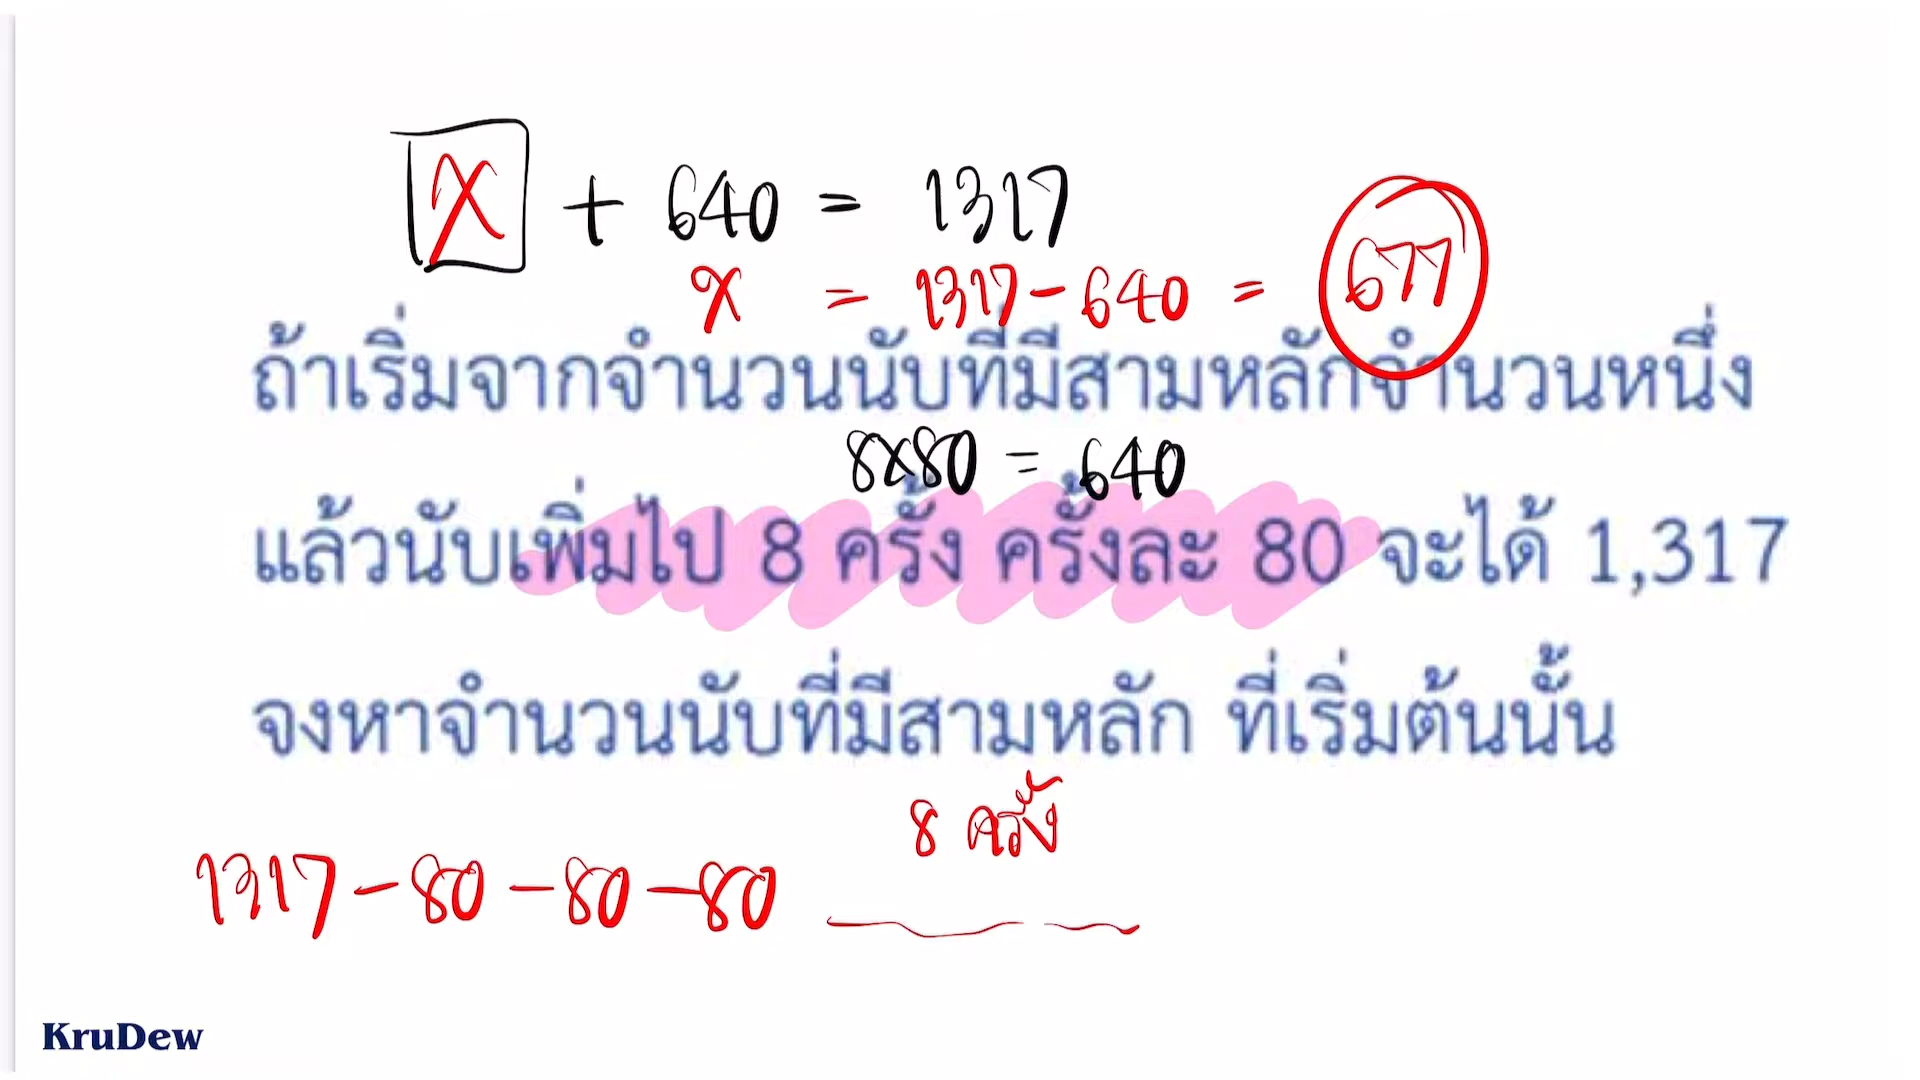 x + 640 = 1317
x = 1317 - 640 = 677
ถ้าเริ่มจากจำนวนนับที่มีสามหลักจำนวนหนึ่ง
8x80 = 640
แล้วนับเพิ่มไป 8 ครั้ง ครั้งละ 80 จะได้ 1,317
จงหาจำนวนนับที่มีสามหลัก ที่เริ่มต้นนั้น
8 ครั้ง
1317 - 80 - 80 - 80
KruDew